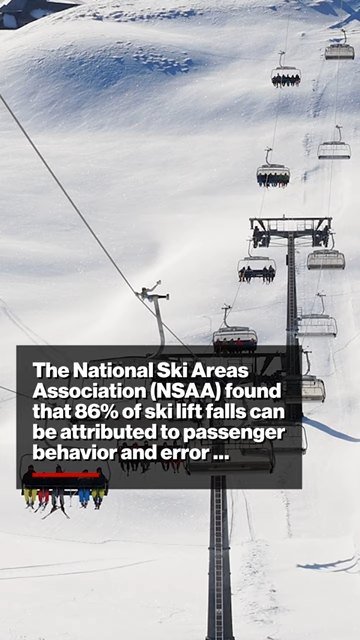 The National Ski Areas
Association (NSAA) found
that 86% of ski lift falls can
be attributed to passenger
behavior and error ...